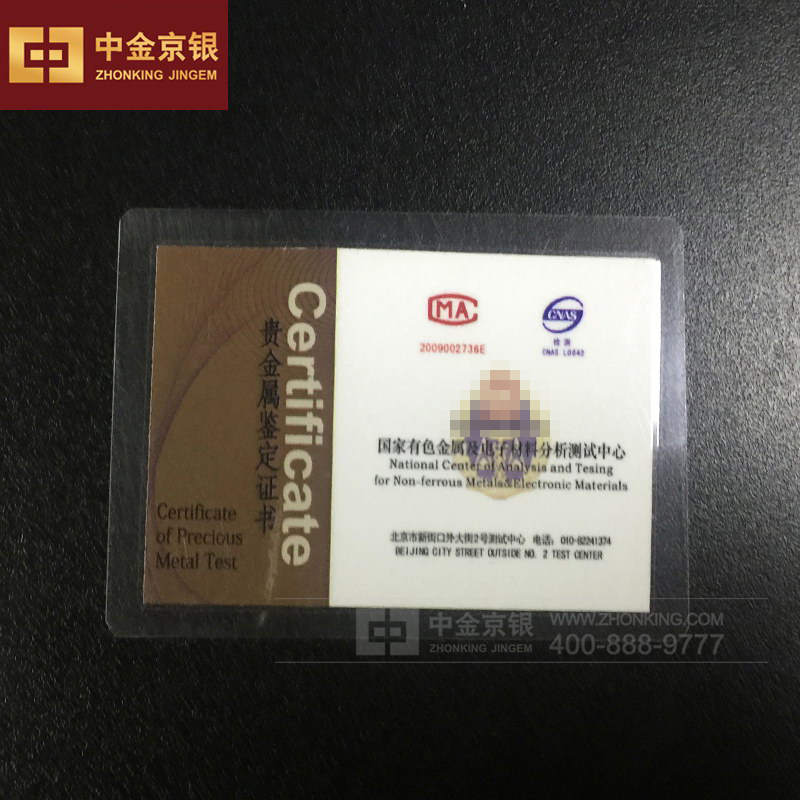 中金京银
ZHONKING JINGEM
Certificate
贵金属鉴定证书
Certificate
of Precious
Metal Test
MA
2009002736E
CNAS
检测
CNAS L0042
国家有色金属及电子材料分析测试中心
National Center of Analysis and Tesing
for Non-ferrous Metals&Electronic Materials
北京市新街口外大街2号测试中心 电话:010-82241374
BEIJING CITY STREET OUTSIDE NO. 2 TEST CENTER
中金京银
ZHONKING JINGEM
WWW.ZHONKING.COM
400-888-9777